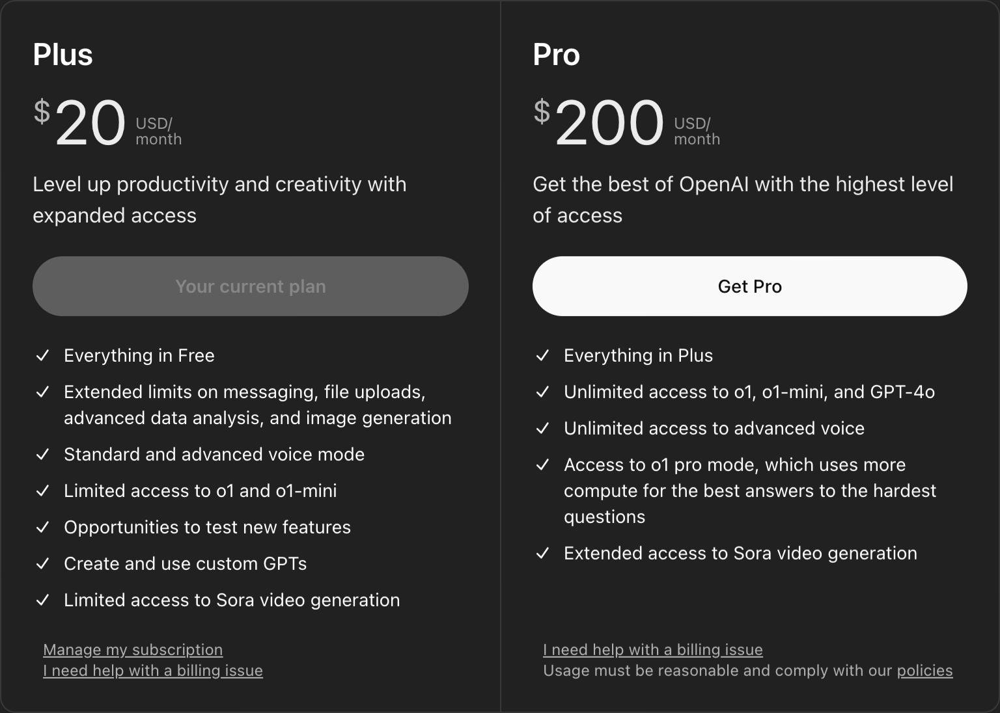 Plus
$20 USD/
month
Level up productivity and creativity with
expanded access
Your current plan
Everything in Free
Extended limits on messaging, file uploads,
advanced data analysis, and image generation
Standard and advanced voice mode
Limited access to o1 and o1-mini
Opportunities to test new features
Create and use custom GPTs
Limited access to Sora video generation
Manage my subscription
I need help with a billing issue
Pro
$200 USD/
month
Get the best of OpenAI with the highest level
of access
Get Pro
Everything in Plus
Unlimited access to o1, o1-mini, and GPT-4o
Unlimited access to advanced voice
Access to o1 pro mode, which uses more
compute for the best answers to the hardest
questions
Extended access to Sora video generation
I need help with a billing issue
Usage must be reasonable and comply with our policies